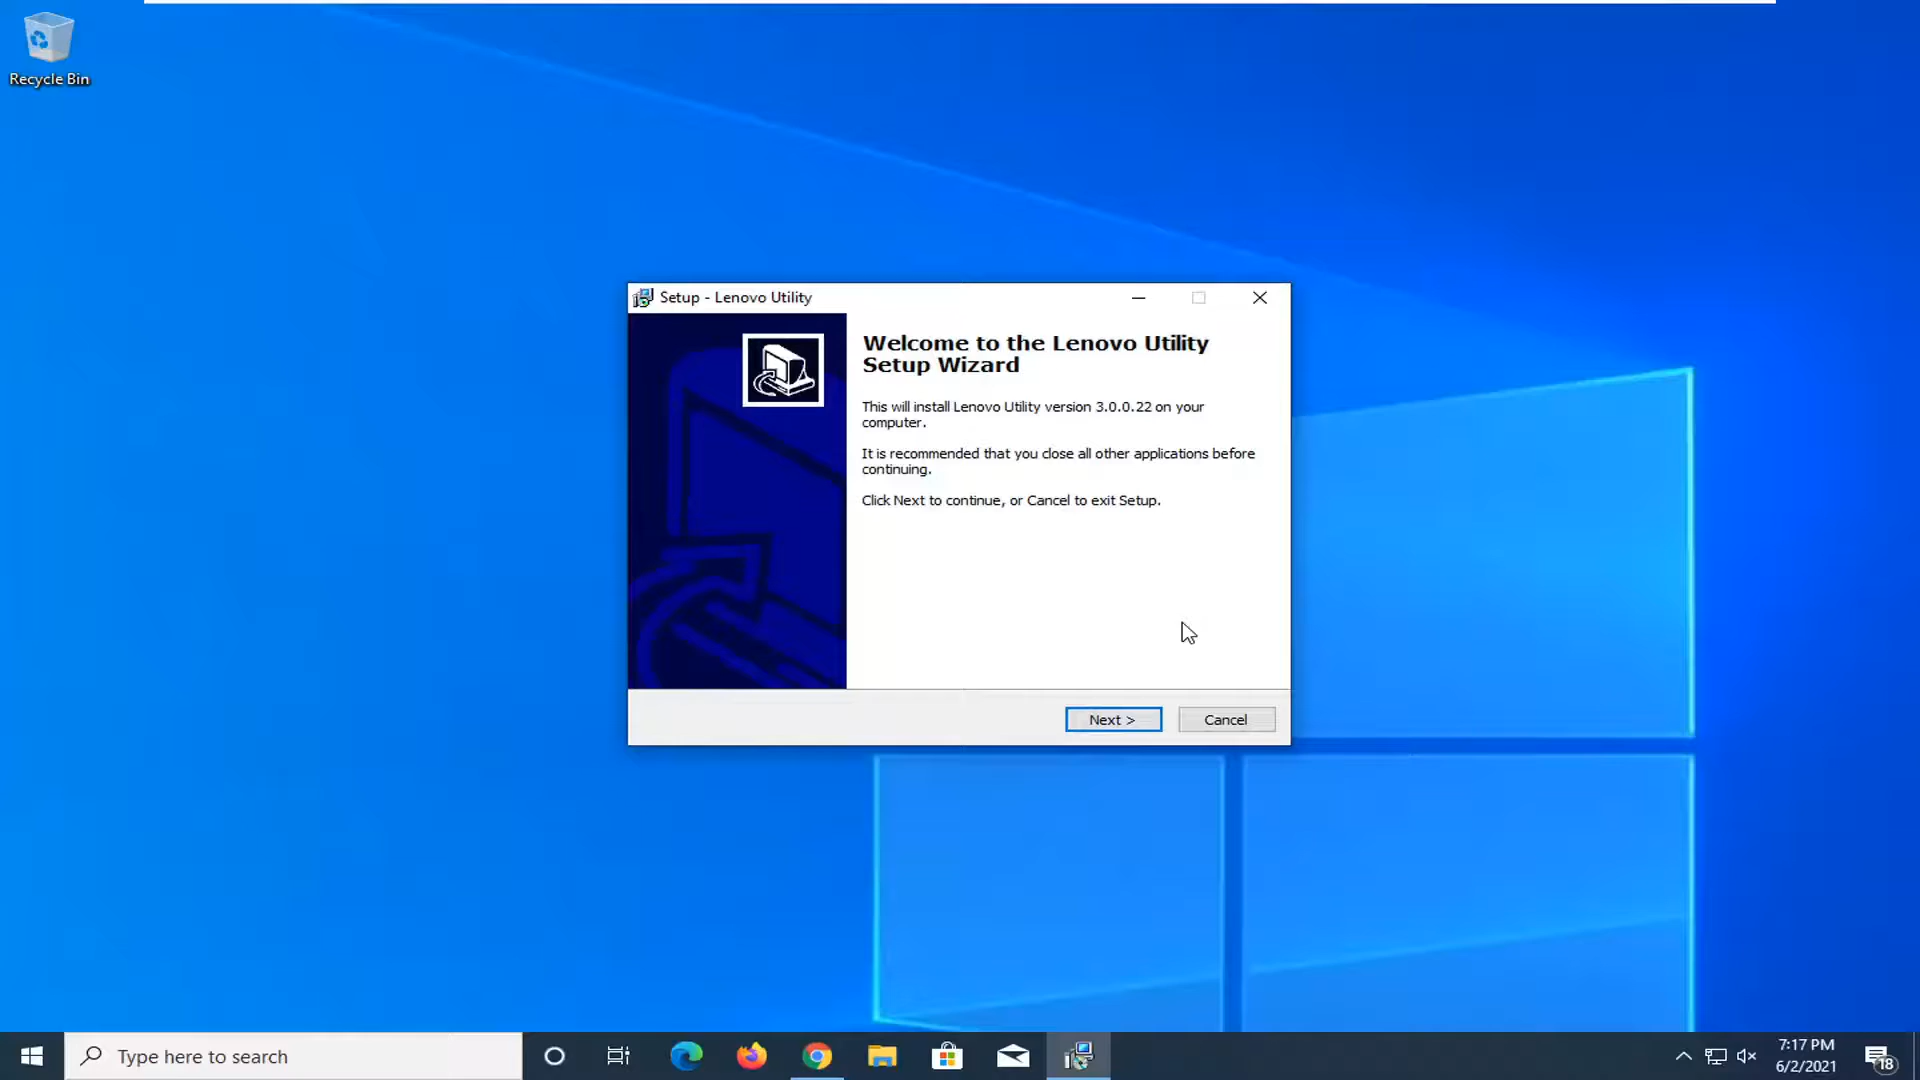 Recycle Bin
Setup - Lenovo Utility
Welcome to the Lenovo Utility
Setup Wizard
This will install Lenovo Utility version 3.0.0.22 on your
computer.
It is recommended that you close all other applications before
continuing.
Click Next to continue, or Cancel to exit Setup.
Next >
Cancel
Type here to search
7:17 PM
6/2/2021
18